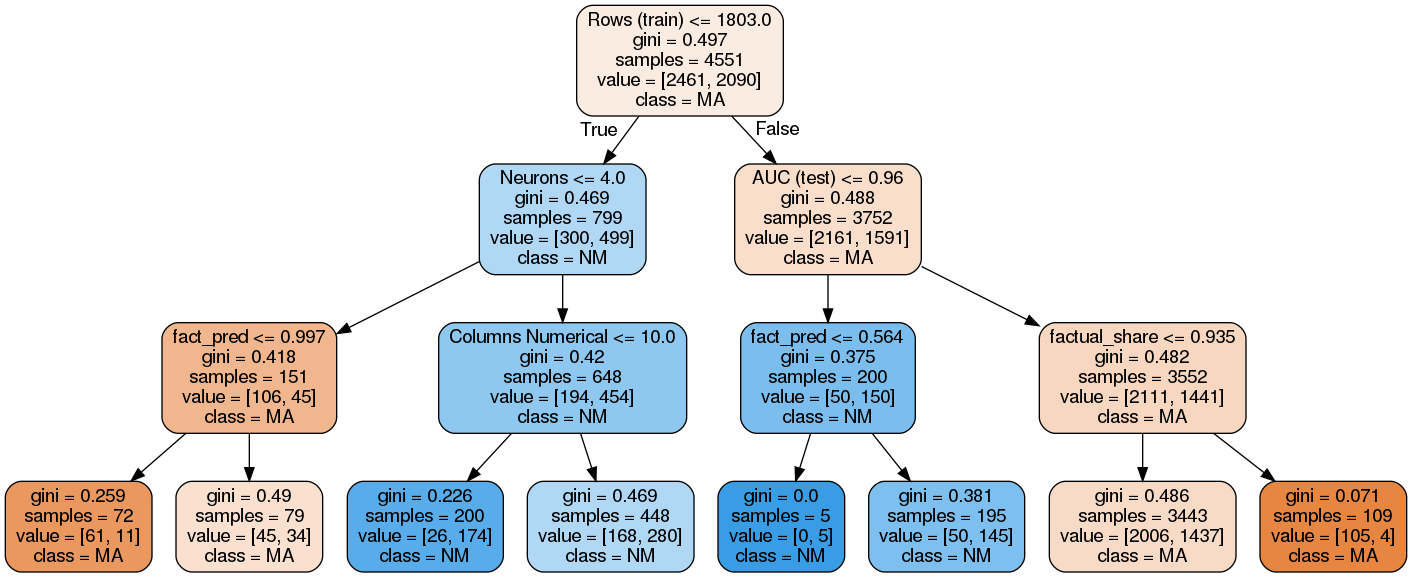 Rows (train) <= 1803.0
gini = 0.497
samples = 4551
value = [2461, 2090]
class = MA
True
False
Neurons <= 4.0
gini = 0.469
samples = 799
value = [300, 499]
class = NM
AUC (test) <= 0.96
gini = 0.488
samples = 3752
value = [2161, 1591]
class = MA
fact_pred <= 0.997
gini = 0.418
samples = 151
value = [106, 45]
class = MA
Columns Numerical <= 10.0
gini = 0.42
samples = 648
value = [194, 454]
class = NM
fact_pred <= 0.564
gini = 0.375
samples = 200
value = [50, 150]
class = NM
factual_share <= 0.935
gini = 0.482
samples = 3552
value = [2111, 1441]
class = MA
gini = 0.259
samples = 72
value = [61, 11]
class = MA
gini = 0.49
samples = 79
value = [45, 34]
class = MA
gini = 0.226
samples = 200
value = [26, 174]
class = NM
gini = 0.469
samples = 448
value = [168, 280]
class = NM
gini = 0.0
samples = 5
value = [0, 5]
class = NM
gini = 0.381
samples = 195
value = [50, 145]
class = NM
gini = 0.486
samples = 3443
value = [2006, 1437]
class = MA
gini = 0.071
samples = 109
value = [105, 4]
class = MA